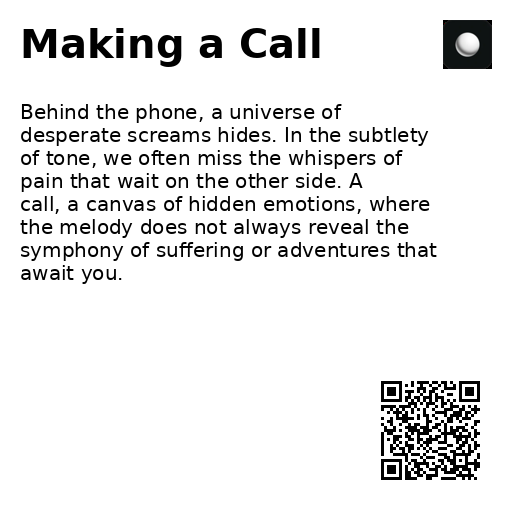 Making a Call
Behind the phone, a universe of
desperate screams hides. In the subtlety
of tone, we often miss the whispers of
pain that wait on the other side. A
call, a canvas of hidden emotions, where
the melody does not always reveal the
symphony of suffering or adventures that
await you.